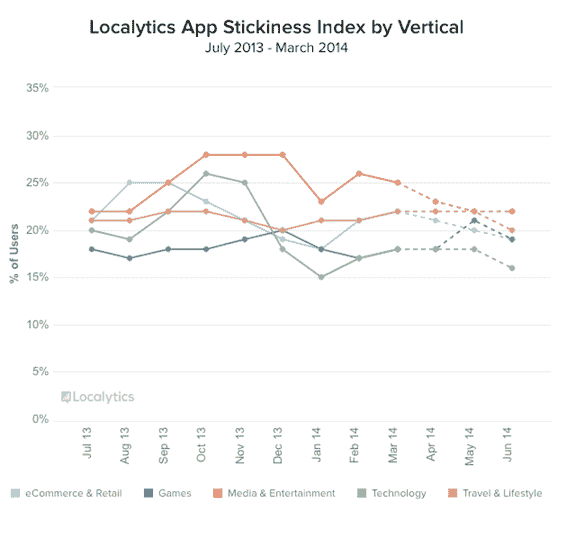 Localytics App Stickiness Index by Vertical
July 2013 - March 2014
35%
30%
25%
20%
15%
10%
5%
0%
% of Users
Localytics
Jul 13
Aug 13
Sep 13
Oct 13
Nov 13
Dec 13
Jan 14
Feb 14
Mar 14
Apr 14
May 14
Jun 14
eCommerce & Retail
Games
Media & Entertainment
Technology
Travel & Lifestyle